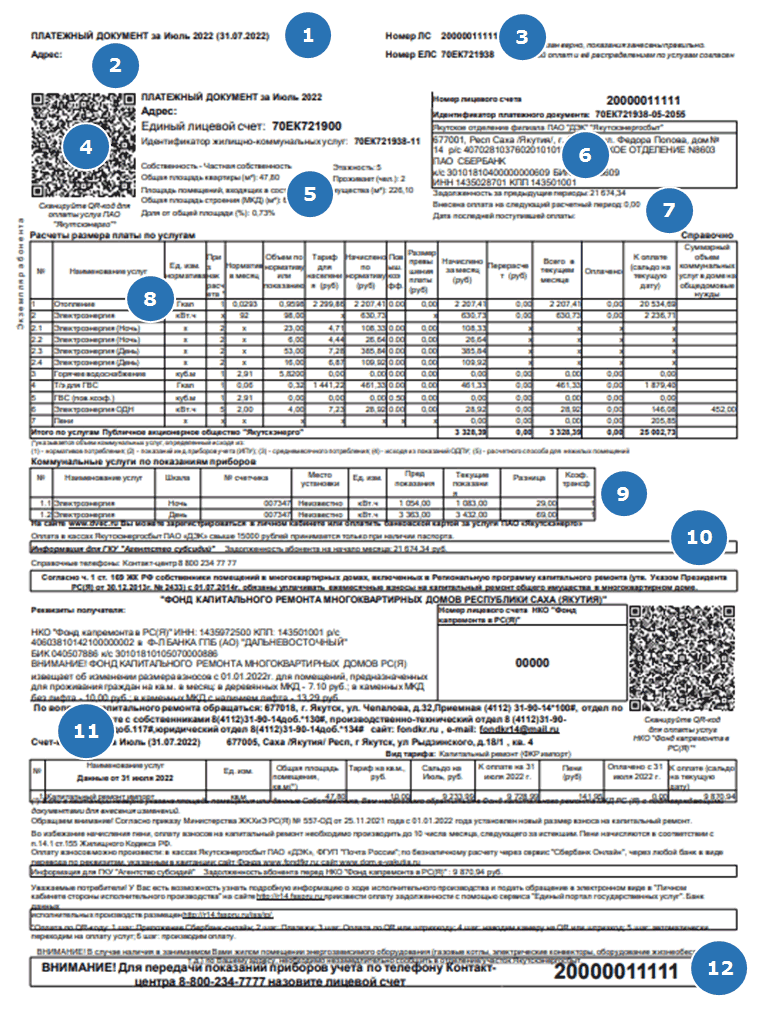 ПЛАТЕЖНЫЙ ДОКУМЕНТ за Июль 2022 (31.07.2022)
1
Номер ЛС 20000011111
3
Адрес:
2
Номер ЕЛС 70ЕК721938
оплат и её распределением по услугам согласен
ПЛАТЕЖНЫЙ ДОКУМЕНТ за Июль 2022
Адрес:
Единый лицевой счет: 70ЕК721900
Идентификатор жилищно-коммунальных услуг: 70ЕК721938-11
4
Собственность - Частная собственность
Этажность: 5
Общая площадь квартиры (м²): 47,80
Проживает (чел.): 2
Площадь помещений, входящих в сост
ущества (м²): 226,10
Общая площадь строения (МКД) (м²):
5
Доля от общей площади (%): 0,73%
Сканируйте QR-код для
оплаты услуг ПАО
"Якутскэнерго"
Номер лицевого счета 20000011111
Идентификатор платежного документа: 70ЕК721938-05-2055
Якутское отделение филиала ПАО "ДЭК" "Якутскэнергосбыт"
677001, Респ Саха /Якутия/, г. ул. Федора Попова, дом №
14 р/с 40702810376020101 КОЕ ОТДЕЛЕНИЕ N8603
6
ПАО СБЕРБАНК
к/с 30101810400000000609 БИК 609
ИНН 1435028701 КПП 143501001
Задолженность за предыдущие периоды: 21 674,34
Внесена оплата на следующий расчетный период: 0,00
Дата последней поступившей оплаты:
7
Экземпляр абонента
Расчеты размера платы по услугам
Справочно
№ Наименование услуг Ед. изм. норматива При знак рас чета Норматив в месяц Объем по нормативу или показанию Тариф для населени я (руб) Начислено по нормативу (руб) Пов ыш. коэ фф. Размер превы шения платы (руб) Начислено за месяц (руб) Перерасче т (руб) Всего в текущем месяце Оплачено К оплате (сальдо на текущую дату) Суммарный объем коммунальных услуг в доме на общедомовые нужды
8
1 Отопление Гкал 1 0,0293 0,9598 2 299,86 2 207,41 0.00 0,00 2 207,41 0,00 2 207,41 0,00 20 534,69
2 Электроэнергия кВт.ч x 92 98,00 x 630,73 0,00 630,73 0,00 2 236,71
2.1 Электроэнергия (Ночь) x 2 x 23,00 4,71 108,33 0.00 0,00 108,33 x x x x
2.2 Электроэнергия (Ночь) x 2 x 6,00 4,44 26,64 0.00 0,00 26,64 x x x x
2.3 Электроэнергия (День) x 2 x 53,00 7,28 385,84 0.00 0,00 385,84 x x x x
2.4 Электроэнергия (День) x 2 x 16,00 6,87 109,92 0.00 0,00 109,92 x x x x
3 Горячее водоснабжение куб.м 1 2,91 5,8200 0,00 0.00 0,00 0,00 0,00 0,00 0,00 0,00
4 Т/э для ГВС Гкал 1 0,06 0,32 1 441,22 461,33 0.00 0,00 461,33 0,00 461,33 0,00 1 879,40
5 ГВС (пов.коэф.) куб.м 1 2,91 0,00 0,00 0,00 0.50 0,00 0,00 0,00 0,00 0,00 0,00
6 Электроэнергия ОДН кВт.ч 5 2,00 4,00 7,23 28,92 0.00 0,00 28,92 0,00 28,92 0,00 146,08 452,00
7 Пени x x x x x x x x 0,00 0,00 0,00 0,00 205,85
Итого по услугам Публичное акционерное общество "Якутскэнерго" 3 328,39 0,00 3 328,39 0,00 25 002,73
(*указывается объем коммунальных услуг, определенный исходя из:
(1) - нормативов потребления; (2) - показаний инд.приборов учета (ИПУ); (3) - среднемесячного потребления; (4) - исходя из показаний ОДПУ; (5) - расчетного способа для нежилых помещений
Коммунальные услуги по показаниям приборов
№ Наименование услуг Шкала № счетчика Место установки Ед. изм. Пред показания Текущие показани я Разница Коэф. трансф
9
1.1 Электроэнергия Ночь 007347 Неизвестно кВт.ч 1 054,00 1 083,00 29,00 1
1.2 Электроэнергия День 007347 Неизвестно кВт.ч 3 363,00 3 432,00 69,00 1
На сайте www.dvec.ru Вы можете зарегистрироваться в личном кабинете или оплатить банковской картой за услуги ПАО «Якутскэнерго»
Оплата в кассах Якутскэнергосбыт ПАО «ДЭК» свыше 15000 рублей принимается только при наличии паспорта.
10
Информация для ГКУ "Агентство субсидий" Задолженность абонента на начало месяца: 21 674,34 руб.
Справочные телефоны: Контакт-центр 8 800 234 77 77
Согласно ч. 1 ст. 169 ЖК РФ собственники помещений в многоквартирных домах, включенных в Региональную программу капитального ремонта (утв. Указом Президента
РС(Я) от 30.12.2013г. № 2433) с 01.07.2014г. обязаны уплачивать ежемесячные взносы на капитальный ремонт общего имущества в многоквартирном доме.
"ФОНД КАПИТАЛЬНОГО РЕМОНТА МНОГОКВАРТИРНЫХ ДОМОВ РЕСПУБЛИКИ САХА (ЯКУТИЯ)"
Реквизиты получателя:
Номер лицевого счета НКО "Фонд
капремонта в РС(Я)"
00000
НКО "Фонд капремонта в РС(Я)" ИНН: 1435972500 КПП: 143501001 р/с
40603810142100000002 в Ф-Л БАНКА ГПБ (АО) "ДАЛЬНЕВОСТОЧНЫЙ"
БИК 040507886 к/с 30101810105070000886
ВНИМАНИЕ! ФОНД КАПИТАЛЬНОГО РЕМОНТА МНОГОКВАРТИРНЫХ ДОМОВ РС(Я)
извещает об изменении размера взносов с 01.01.2022г. для помещений, предназначенных
для проживания граждан на кв.м. в месяц: в деревянных МКД - 7.10 руб.; в каменных МКД
без лифта - 10,00 руб.; в каменных МКД с наличием лифта - 13,29 руб.
По во капитального ремонта обращаться: 677018, г. Якутск, ул. Чепалова, д.32,Приемная (4112) 31-90-14*100#, отдел по
те с собственниками 8(4112)31-90-14доб.*130#, производственно-технический отдел 8 (4112)-31-90-
доб.117#,юридический отдел 8(4112)-31-90-14доб.*134# сайт: fondkr.ru , e-mail: fondkr14@mail.ru
11
Сканируйте QR-код
для оплаты услуг
НКО "Фонд капремонта в
РС(Я)"
Счет- Июль (31.07.2022) 677005, Саха /Якутия/ Респ, г Якутск, ул Рыдзинского, д.18/1 , кв. 4
Вид тарифа: Капитальный ремонт (ФКР импорт)
№ Наименование услуг Данные от 31 июля 2022 Ед. изм. Общая площадь помещения, кв.м²) Тариф на кв.м., руб. Сальдо на Июль, руб. К оплате на 31 июля 2022 г. Пени (руб) Оплачено с 31 июля 2022 г. К оплате (сальдо на текущую дату)
1 Капитальный ремонт импорт кв.м 47,80 10,00 9 233,99 9 728,99 141,95 0,00 9 870,94
документами для внесения изменений.
Обращаем внимание! Согласно приказу Министерства ЖКХиЭ РС(Я) № 557-ОД от 25.11.2021 года с 01.01.2022 года установлен новый размер взноса на капитальный ремонт.
Во избежание начисления пени, оплату взносов на капитальный ремонт необходимо производить до 10 числа месяца, следующего за истекшим. Пени начисляются в соответствии с
п.14.1 ст.155 Жилищного Кодекса РФ.
Оплату взносов можно произвести: в кассах Якутскэнергосбыт ПАО «ДЭК», ФГУП "Почта России"; по безналичному расчету через сервис "Сбербанк Онлайн", через любой банк в виде
перевода по реквизитам, указанным в квитанции; сайт Фонда www.fondkr.ru; сайт www.dom.e-yakutia.ru
Информация для ГКУ "Агентство субсидий" Задолженность абонента перед НКО "Фонд капремонта в РС(Я)" : 9 870,94 руб.
Уважаемые потребители! У Вас есть возможность узнать подробную информацию о ходе исполнительного производства и подать обращение в электронном виде в "Личном
кабинете стороны исполнительного производства" на сайте http://r14.fssprus.ru произвести оплату задолженности с помощью сервиса "Единый портал государственных услуг". Банк
данных
исполнительных производств размещен http://r14.fssprus.ru/iss/ip/.
*Оплата по QR-коду: 1 шаг: Приложение Сбербанк-онлайн; 2 шаг: Платежи; 3 шаг: Оплата по QR или штрихкоду; 4 шаг: наводим камеру на QR или штрихкод; 5 шаг: автоматически
переходим на оплату услуг; 6 шаг: производим оплату.
ВНИМАНИЕ! В случае наличия в занимаемом Вами жилом помещении энергозависимого оборудования (газовые котлы, электрические конвекторы, оборудование жизнеобес
ВНИМАНИЕ! Для передачи показаний приборов учета по телефону Контакт-
центра 8-800-234-7777 назовите лицевой счет
20000011111
12